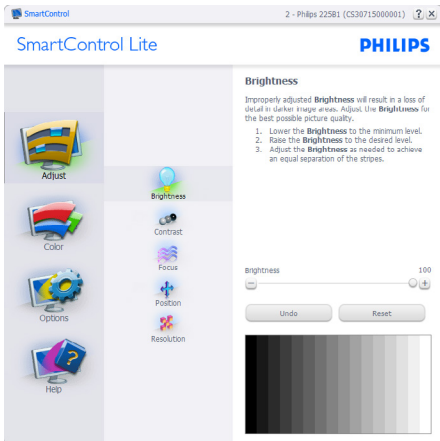 SmartControl
2 - Philips 225B1 (CS30715000001)
?
SmartControl Lite
PHILIPS
Adjust
Color
Options
Help
Brightness
Contrast
Focus
Position
Resolution
Brightness
Improperly adjusted Brightness will result in a loss of
detail in darker image areas. Adjust the Brightness for
the best possible picture quality.
1. Lower the Brightness to the minimum level.
2. Raise the Brightness to the desired level.
3. Adjust the Brightness as needed to achieve
an equal separation of the stripes.
Brightness 100
Undo
Reset